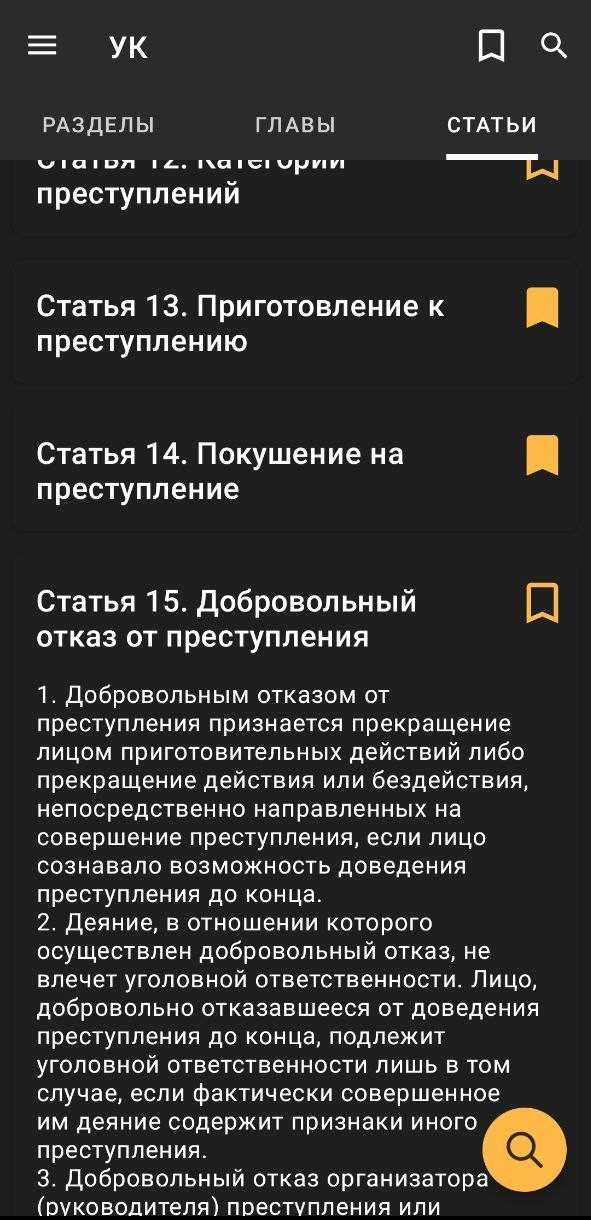 УК
РАЗДЕЛЫ ГЛАВЫ СТАТЬИ
Статья 12. Категории
преступлений
Статья 13. Приготовление к
преступлению
Статья 14. Покушение на
преступление
Статья 15. Добровольный
отказ от преступления
1. Добровольным отказом от
преступления признается прекращение
лицом приготовительных действий либо
прекращение действия или бездействия,
непосредственно направленных на
совершение преступления, если лицо
сознавало возможность доведения
преступления до конца.
2. Деяние, в отношении которого
осуществлен добровольный отказ, не
влечет уголовной ответственности. Лицо,
добровольно отказавшееся от доведения
преступления до конца, подлежит
уголовной ответственности лишь в том
случае, если фактически совершенное
им деяние содержит признаки иного
преступления.
3. Добровольный отказ организатора
(руководителя) преступления или